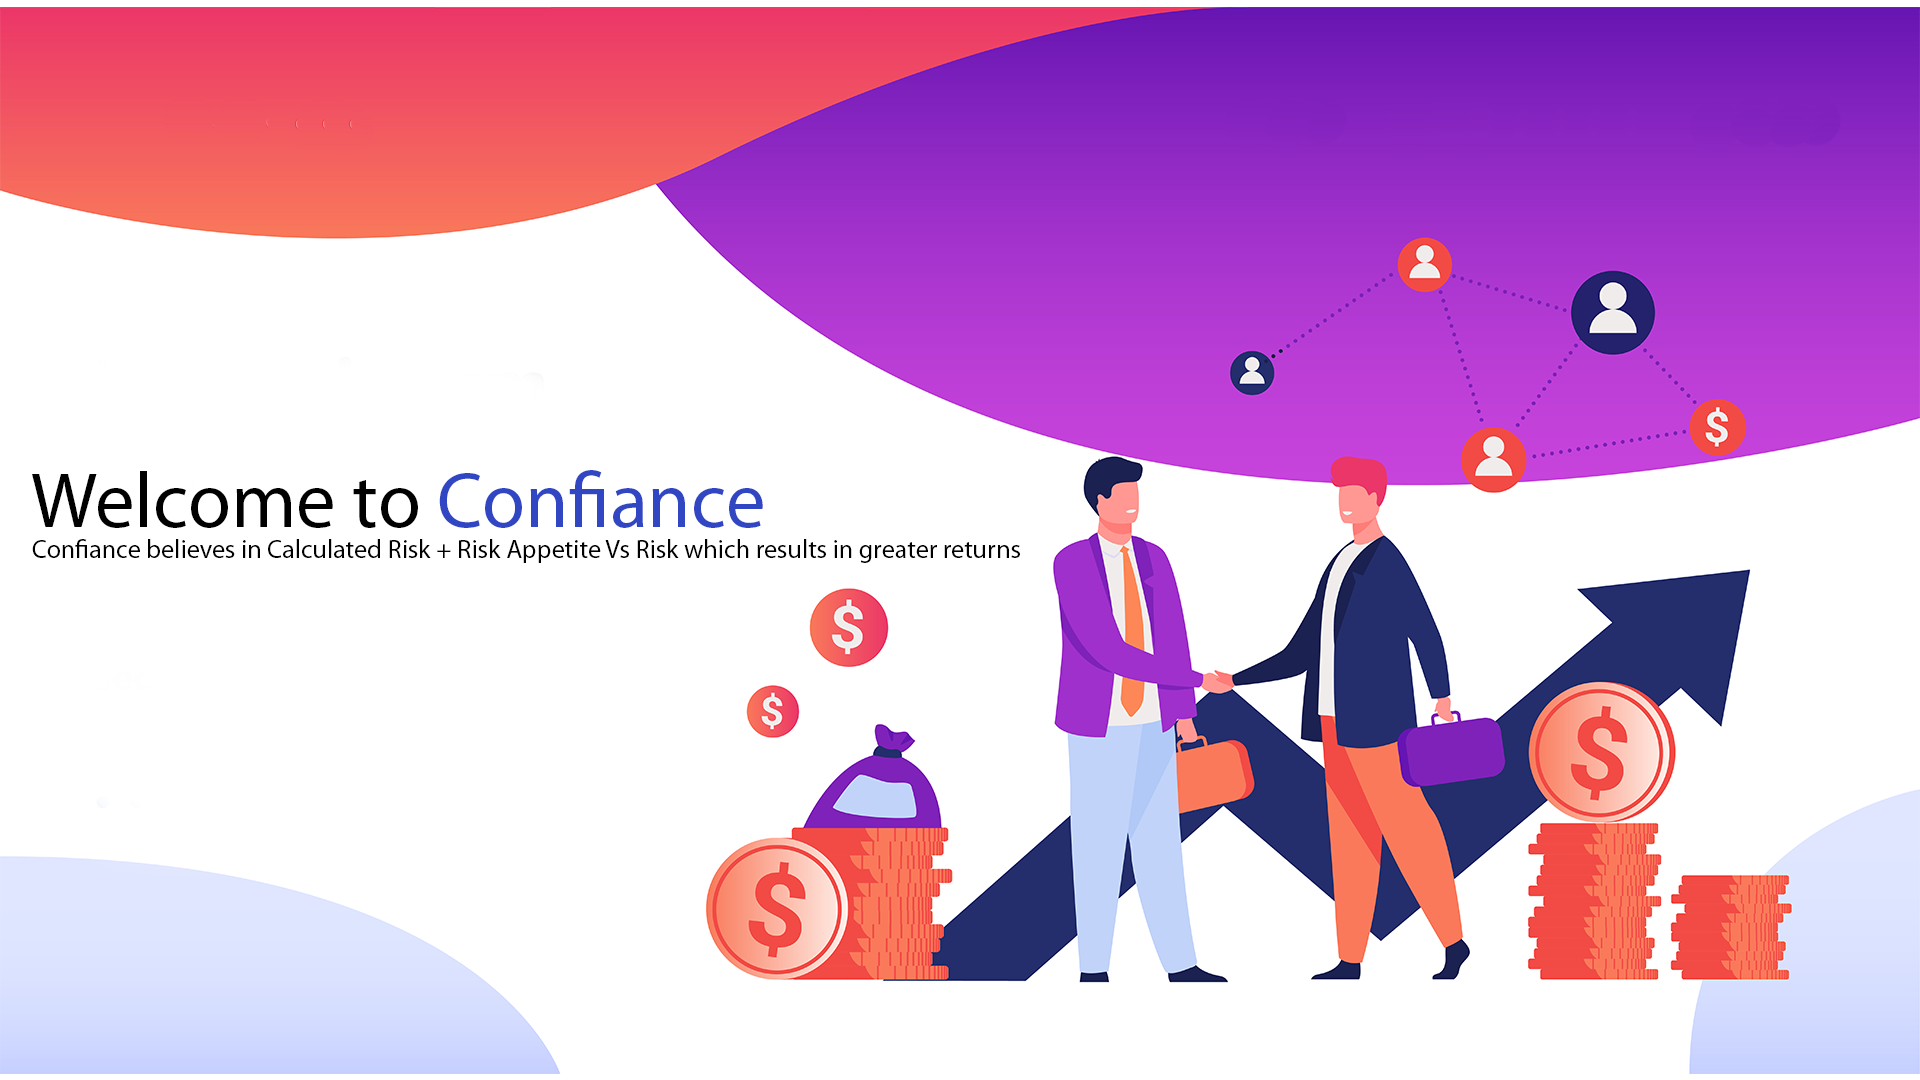 Welcome to Confiance
Confiance believes in Calculated Risk + Risk Appetite Vs Risk which results in greater returns
$
$
$
$
$